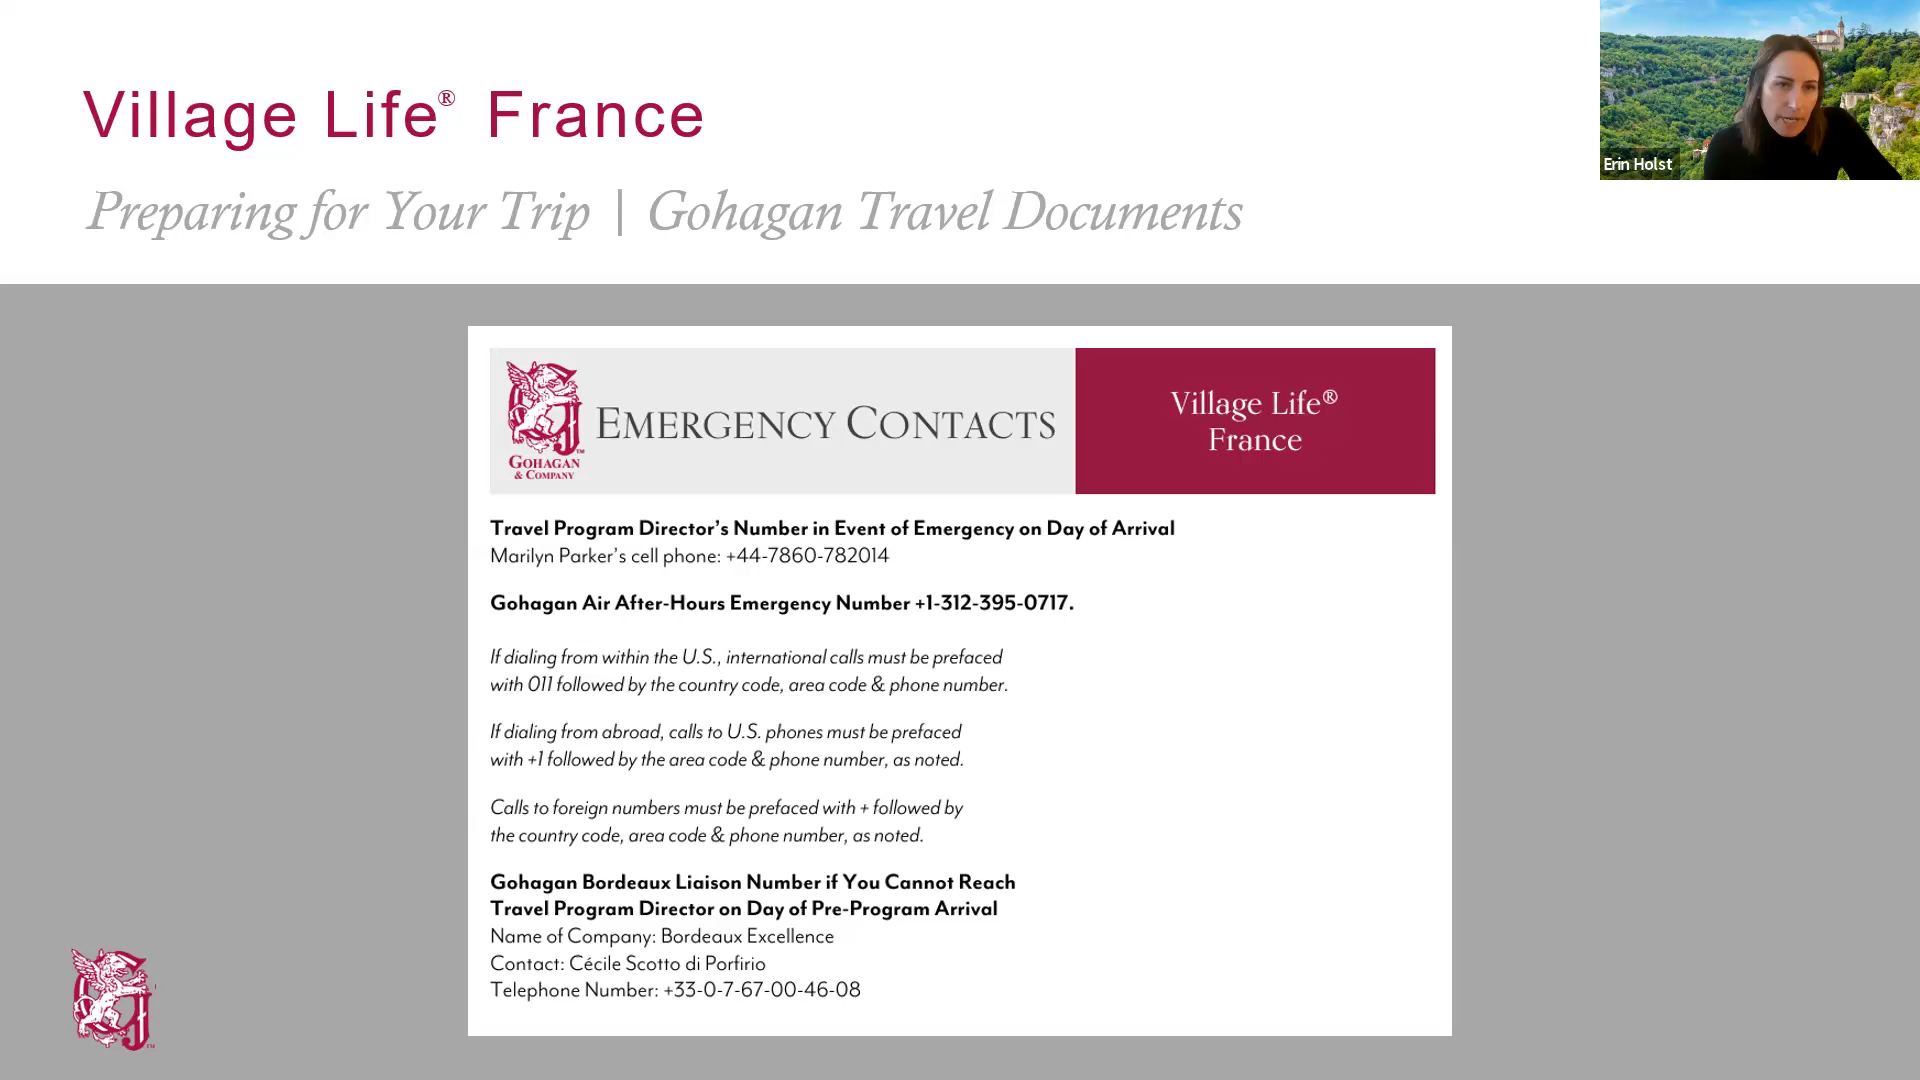 Village Life® France
Preparing for Your Trip | Gohagan Travel Documents
Erin Holst
GOHAGAN
& COMPANY
EMERGENCY CONTACTS
Village Life®
France
Travel Program Director’s Number in Event of Emergency on Day of Arrival
Marilyn Parker’s cell phone: +44-7860-782014
Gohagan Air After-Hours Emergency Number +1-312-395-0717.
If dialing from within the U.S., international calls must be prefaced
with 011 followed by the country code, area code & phone number.
If dialing from abroad, calls to U.S. phones must be prefaced
with +1 followed by the area code & phone number, as noted.
Calls to foreign numbers must be prefaced with + followed by
the country code, area code & phone number, as noted.
Gohagan Bordeaux Liaison Number if You Cannot Reach
Travel Program Director on Day of Pre-Program Arrival
Name of Company: Bordeaux Excellence
Contact: Cécile Scotto di Porfirio
Telephone Number: +33-0-7-67-00-46-08